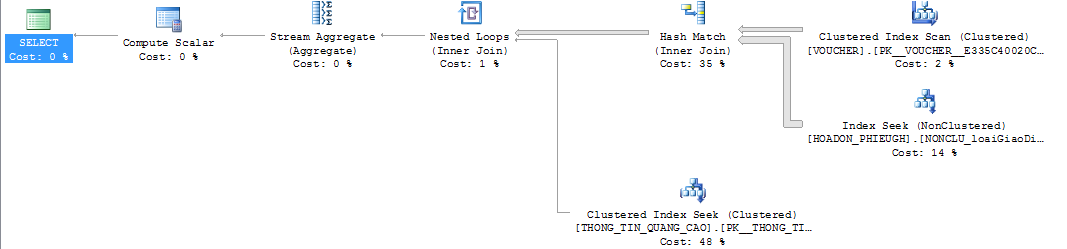 SELECT
Cost: 0 %
Compute Scalar
Cost: 0 %
Stream Aggregate
(Aggregate)
Cost: 0 %
Nested Loops
(Inner Join)
Cost: 1 %
Hash Match
(Inner Join)
Cost: 35 %
Clustered Index Scan (Clustered)
[VOUCHER].[PK__VOUCHER__E335C40020C…
Cost: 2 %
Index Seek (NonClustered)
[HOADON_PHIEUGH].[NONCLU_loaiGiaoDi…
Cost: 14 %
Clustered Index Seek (Clustered)
[THONG_TIN_QUANG_CAO].[PK__THONG_TI…
Cost: 48 %